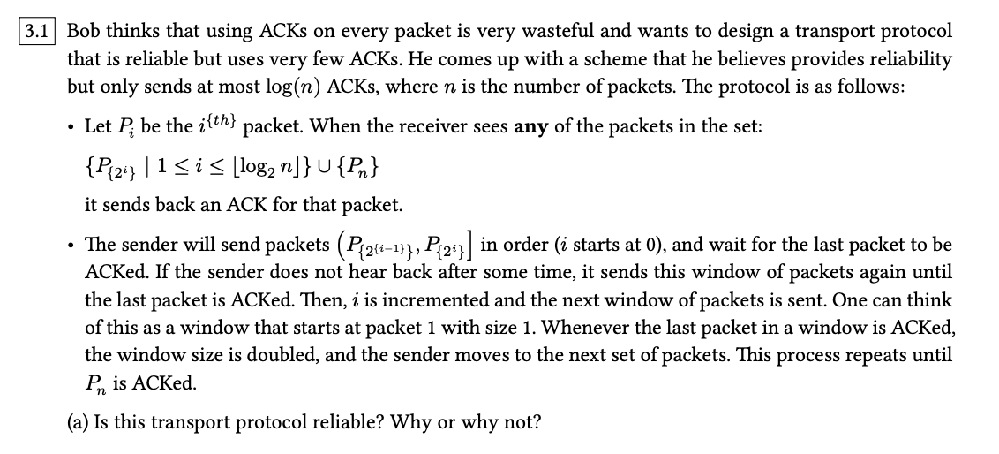 3.1 Bob thinks that using ACKs on every packet is very wasteful and wants to design a transport protocol
that is reliable but uses very few ACKs. He comes up with a scheme that he believes provides reliability
but only sends at most log(n) ACKs, where n is the number of packets. The protocol is as follows:
• Let P_i be the i^{th} packet. When the receiver sees any of the packets in the set:
{P_{2^i} | 1 ≤ i ≤ ⌊log₂ n⌋} ∪ {P_n}
it sends back an ACK for that packet.
• The sender will send packets (P_{2^{i−1}}, P_{2^i}] in order (i starts at 0), and wait for the last packet to be
ACKed. If the sender does not hear back after some time, it sends this window of packets again until
the last packet is ACKed. Then, i is incremented and the next window of packets is sent. One can think
of this as a window that starts at packet 1 with size 1. Whenever the last packet in a window is ACKed,
the window size is doubled, and the sender moves to the next set of packets. This process repeats until
P_n is ACKed.
(a) Is this transport protocol reliable? Why or why not?